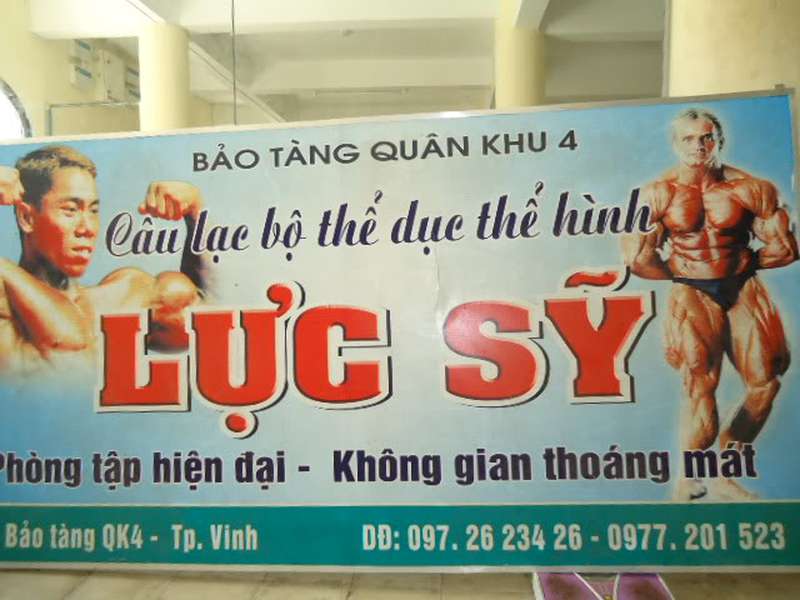 BẢO TÀNG QUÂN KHU 4
Câu lạc bộ thể dục thể hình
LỰC SỸ
Phòng tập hiện đại - Không gian thoáng mát
Bảo tàng QK4 - Tp. Vinh DĐ: 097. 26 234 26 - 0977. 201 523